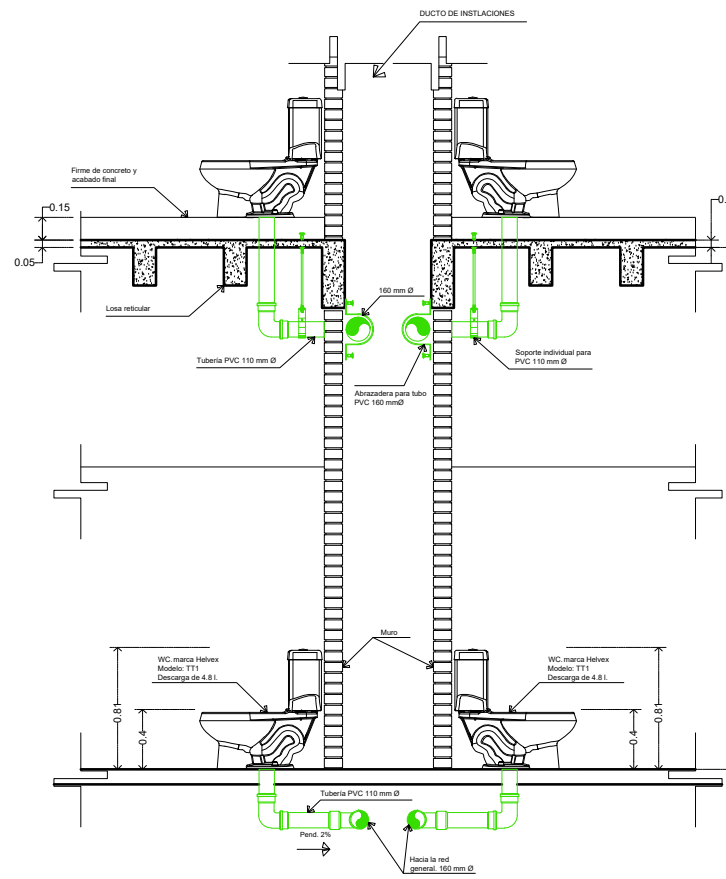 DUCTO DE INSTLACIONES
Firme de concreto y
acabado final
0.15
0.
0.05
Losa reticular
160 mm Ø
Tubería PVC 110 mm Ø
Soporte individual para
PVC 110 mm Ø
Abrazadera para tubo
PVC 160 mmØ
Muro
WC. marca Helvex
Modelo: TT1
Descarga de 4.8 l.
0.81
0.4
WC. marca Helvex
Modelo: TT1
Descarga de 4.8 l.
0.81
0.4
Tubería PVC 110 mm Ø
Pend. 2%
Hacia la red
general. 160 mm Ø